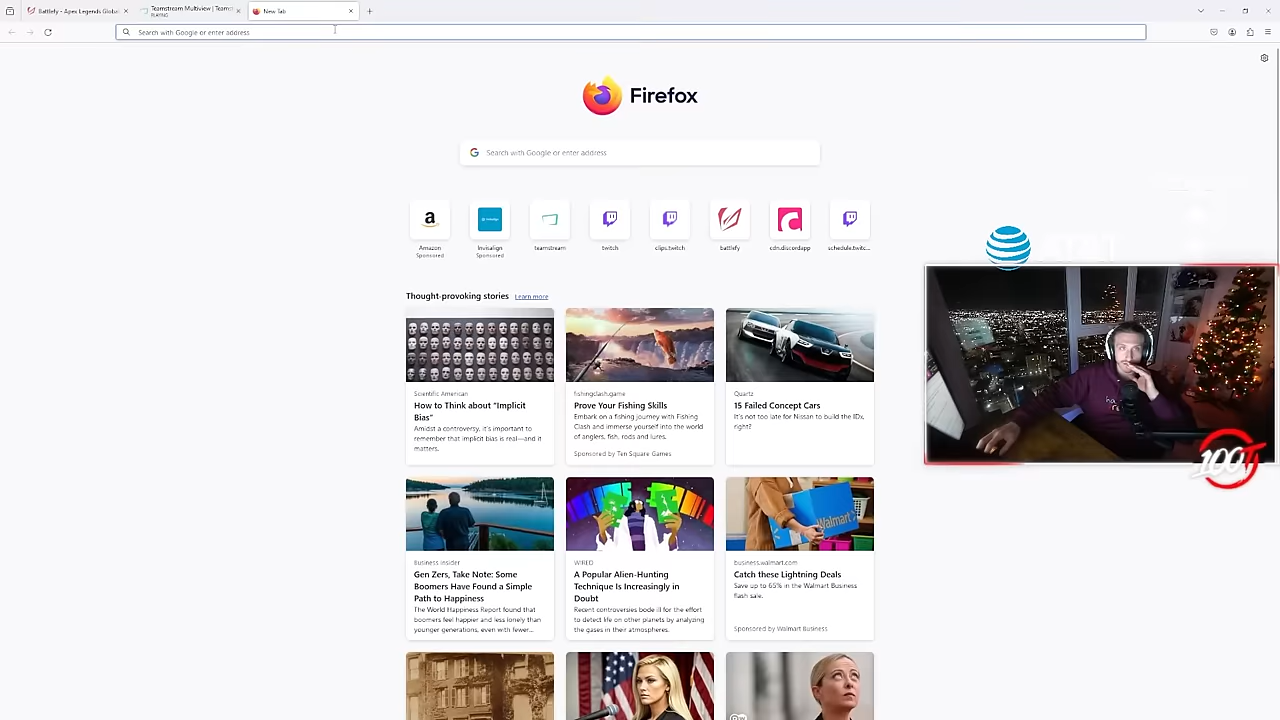 Battlefy - Apex Legends Globa
Teamstream Multiview | Team
PLAYING
New Tab
Search with Google or enter address
Firefox
Search with Google or enter address
a
Amazon
Sponsored
Invisalign
Sponsored
teamstream
twitch
clips.twitch
battlefy
cdn.discordapp
schedule.twitc...
Thought-provoking stories
Learn more
Scientific American
How to Think about “Implicit
Bias”
Amidst a controversy, it’s important to
remember that implicit bias is real—and it
matters.
fishingclash.game
Prove Your Fishing Skills
Embark on a fishing journey with Fishing
Clash and immerse yourself into the world
of anglers, fish, rods and lures.
Sponsored by Ten Square Games
Quartz
15 Failed Concept Cars
It’s not too late for Nissan to build the IDx,
right?
100T
Walmart
Business Insider
Gen Zers, Take Note: Some
Boomers Have Found a Simple
Path to Happiness
The World Happiness Report found that
boomers feel happier and less lonely than
younger generations, even with fewer...
WIRED
A Popular Alien-Hunting
Technique Is Increasingly in
Doubt
Recent controversies bode ill for the effort
to detect life on other planets by analyzing
the gases in their atmospheres.
business.walmart.com
Catch these Lightning Deals
Save up to 65% in the Walmart Business
flash sale.
Sponsored by Walmart Business